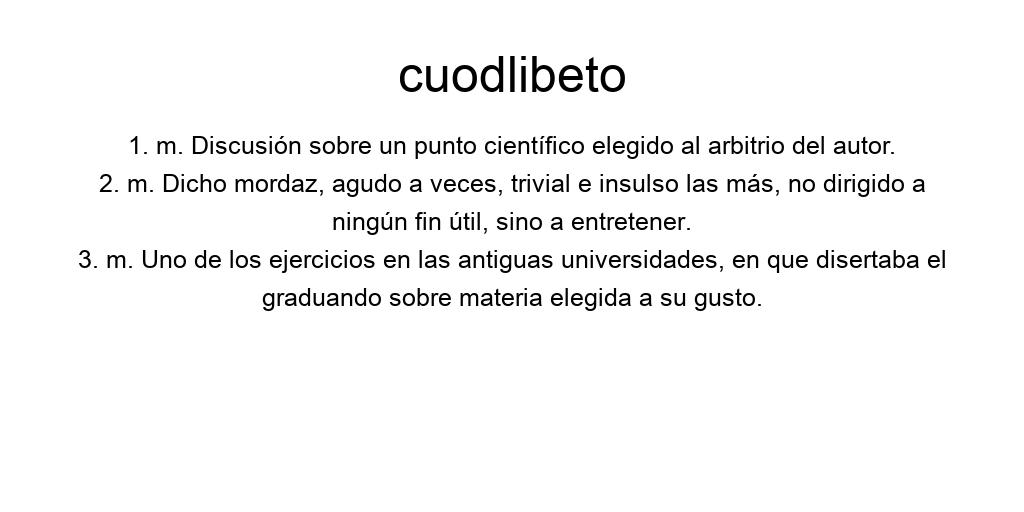 cuodlibeto
1. m. Discusión sobre un punto científico elegido al arbitrio del autor.
2. m. Dicho mordaz, agudo a veces, trivial e insulso las más, no dirigido a
ningún fin útil, sino a entretener.
3. m. Uno de los ejercicios en las antiguas universidades, en que disertaba el
graduando sobre materia elegida a su gusto.